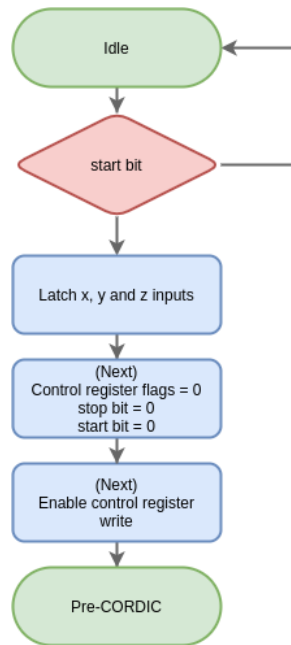 Idle
start bit
Latch x, y and z inputs
(Next)
Control register flags = 0
stop bit = 0
start bit = 0
(Next)
Enable control register
write
Pre-CORDIC